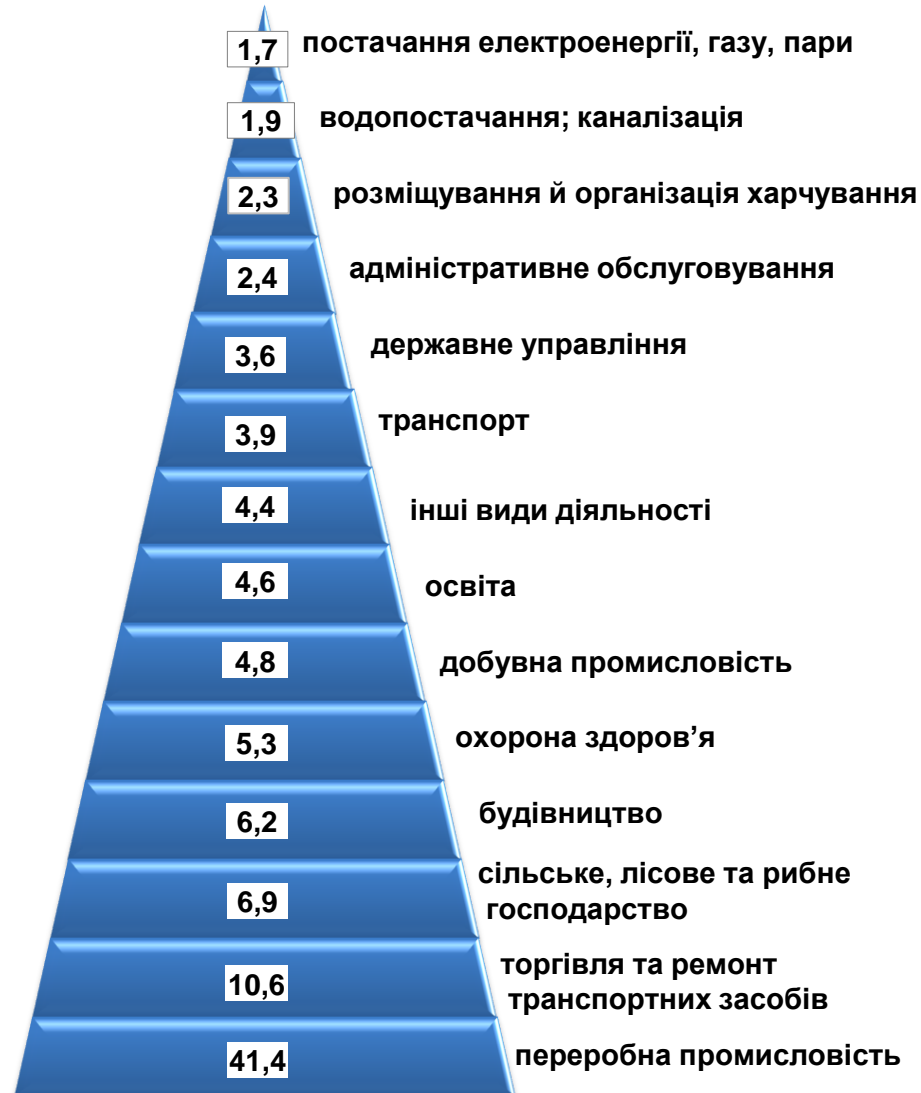 1,7 постачання електроенергії, газу, пари
1,9 водопостачання; каналізація
2,3 розміщування й організація харчування
2,4 адміністративне обслуговування
3,6 державне управління
3,9 транспорт
4,4 інші види діяльності
4,6 освіта
4,8 добувна промисловість
5,3 охорона здоров’я
6,2 будівництво
6,9 сільське, лісове та рибне
господарство
10,6 торгівля та ремонт
транспортних засобів
41,4 переробна промисловість